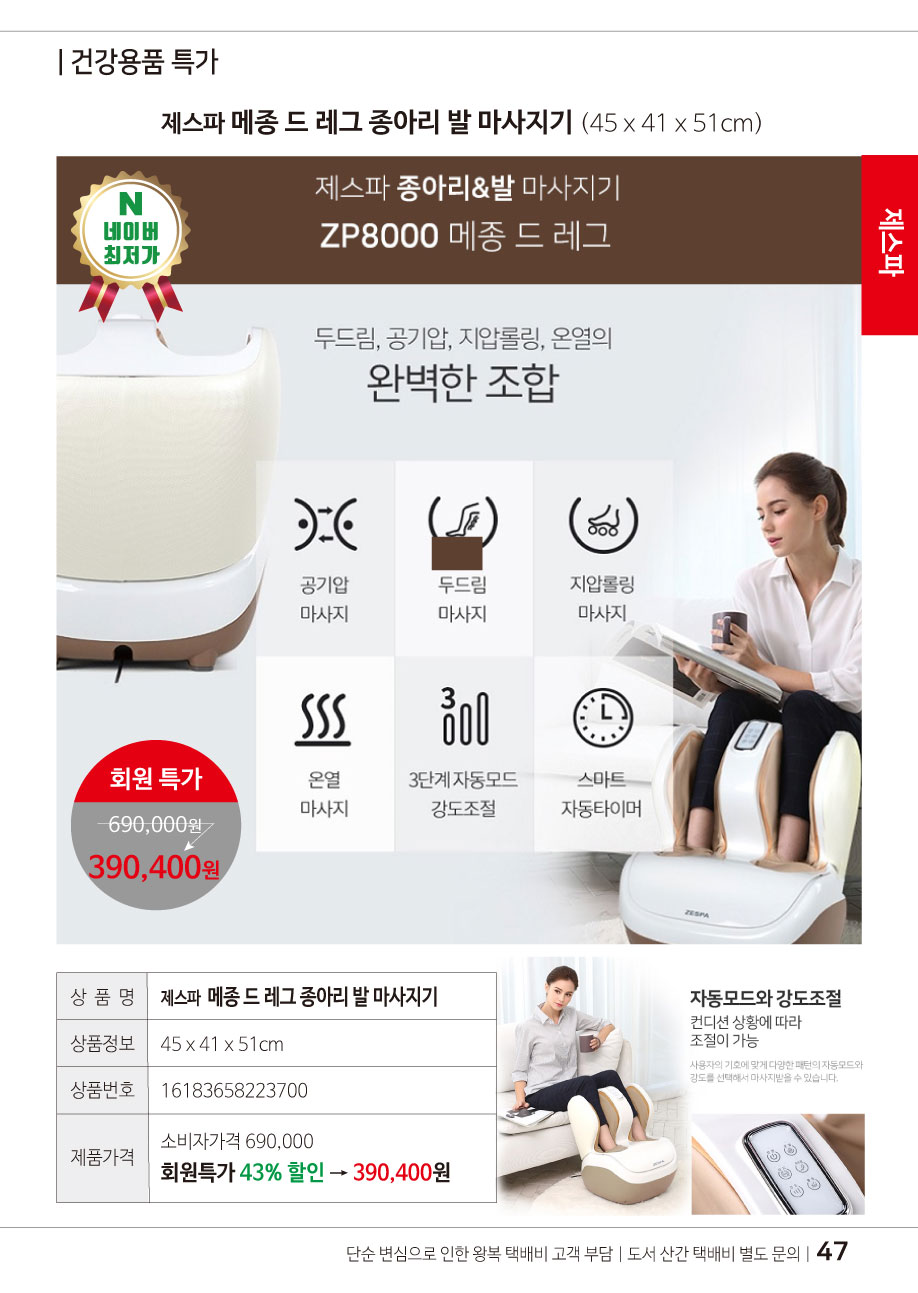 | 건강용품 특가
제스파 메종 드 레그 종아리 발 마사지기 (45 x 41 x 51cm)
제스파
N
네이버
최저가
제스파 종아리&발 마사지기
ZP8000 메종 드 레그
두드림, 공기압, 지압롤링, 온열의
완벽한 조합
공기압
마사지
두드림
마사지
지압롤링
마사지
온열
마사지
3
3단계 자동모드
강도조절
스마트
자동타이머
회원 특가
690,000원
390,400원
ZESPA
상 품 명 제스파 메종 드 레그 종아리 발 마사지기
상품정보 45 x 41 x 51cm
상품번호 16183658223700
제품가격
소비자가격 690,000
회원특가 43% 할인 → 390,400원
ZESPA
자동모드와 강도조절
컨디션 상황에 따라
조절이 가능
사용자의 기호에 맞게 다양한 패턴의 자동모드와
강도를 선택해서 마사지받을 수 있습니다.
단순 변심으로 인한 왕복 택배비 고객 부담 | 도서 산간 택배비 별도 문의 | 47